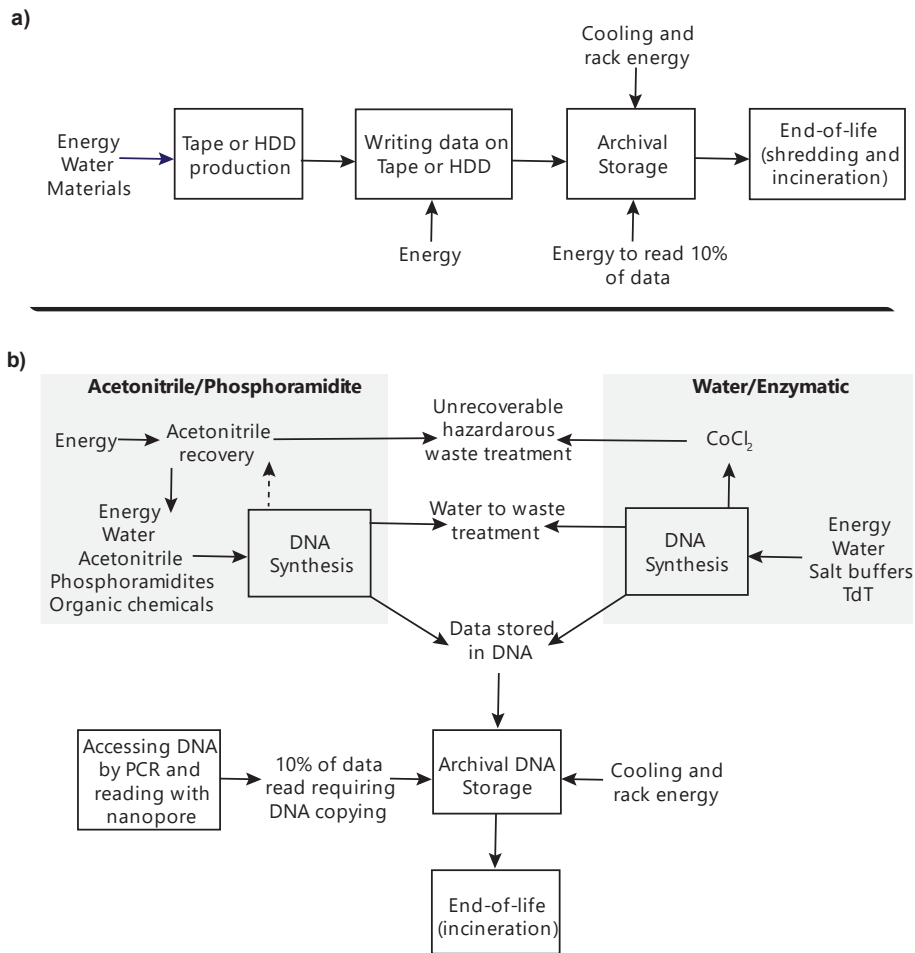 a)
Cooling and
rack energy
Energy
Water
Materials
Tape or HDD
production
Writing data on
Tape or HDD
Archival
Storage
End-of-life
(shredding and
incineration)
Energy
Energy to read 10%
of data
b)
Acetonitrile/Phosphoramidite
Water/Enzymatic
Energy
Acetonitrile
recovery
Unrecoverable
hazardarous
waste treatment
CoCl₂
Energy
Water
Acetonitrile
Phosphoramidites
Organic chemicals
DNA
Synthesis
Water to waste
treatment
DNA
Synthesis
Energy
Water
Salt buffers
TdT
Data stored
in DNA
Accessing DNA
by PCR and
reading with
nanopore
10% of data
read requiring
DNA copying
Archival DNA
Storage
Cooling and
rack energy
End-of-life
(incineration)